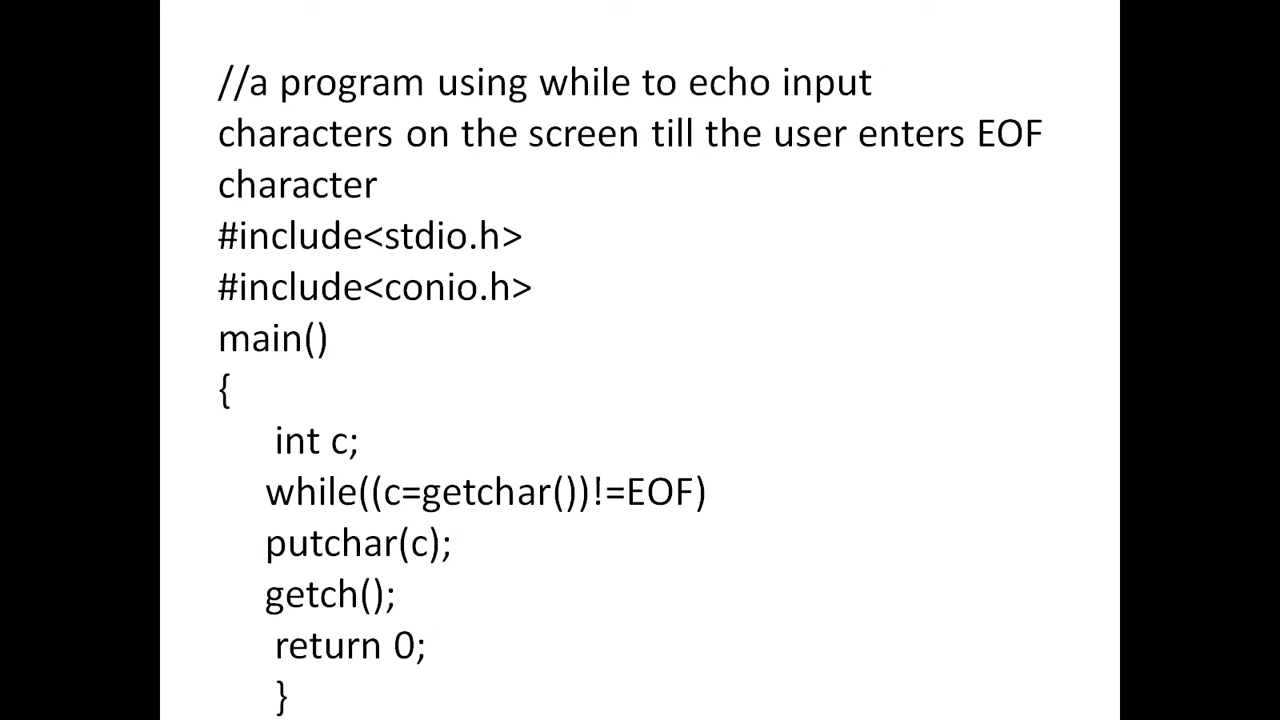 //a program using while to echo input
characters on the screen till the user enters EOF
character
#include<stdio.h>
#include<conio.h>
main()
{
int c;
while((c=getchar())!=EOF)
putchar(c);
getch();
return 0;
}